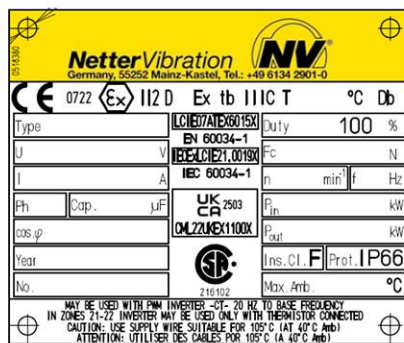 0518380
NetterVibration NV
Germany, 55252 Mainz-Kastel, Tel.: +49 6134 2901-0
CE 0722 Ex II2 D Ex tb IIIC T °C Db
Type LCIE07ATEX6015X Duty 100 %
EN 60034-1
U V IECExLCIE21.0019X Fc N
I A IEC 60034-1 n min-1 f Hz
Ph Cap. µF UK CA 2503 Pin kW
cos.φ CML22UKEX1100X Pout kW
Year SA Ins.Cl. F Prot. IP66
No. 216102 Max.Amb. °C
MAY BE USED WITH PWM INVERTER -CT- 20 HZ TO BASE FREQUENCY
IN ZONES 21-22 INVERTER MAY BE USED ONLY WITH THERMISTOR CONNECTED
CAUTION: USE SUPPLY WIRE SUITABLE FOR 105°C (AT 40°C Amb)
ATTENTION: UTILISER DES CABLES POR 105°C (A 40°C Amb)